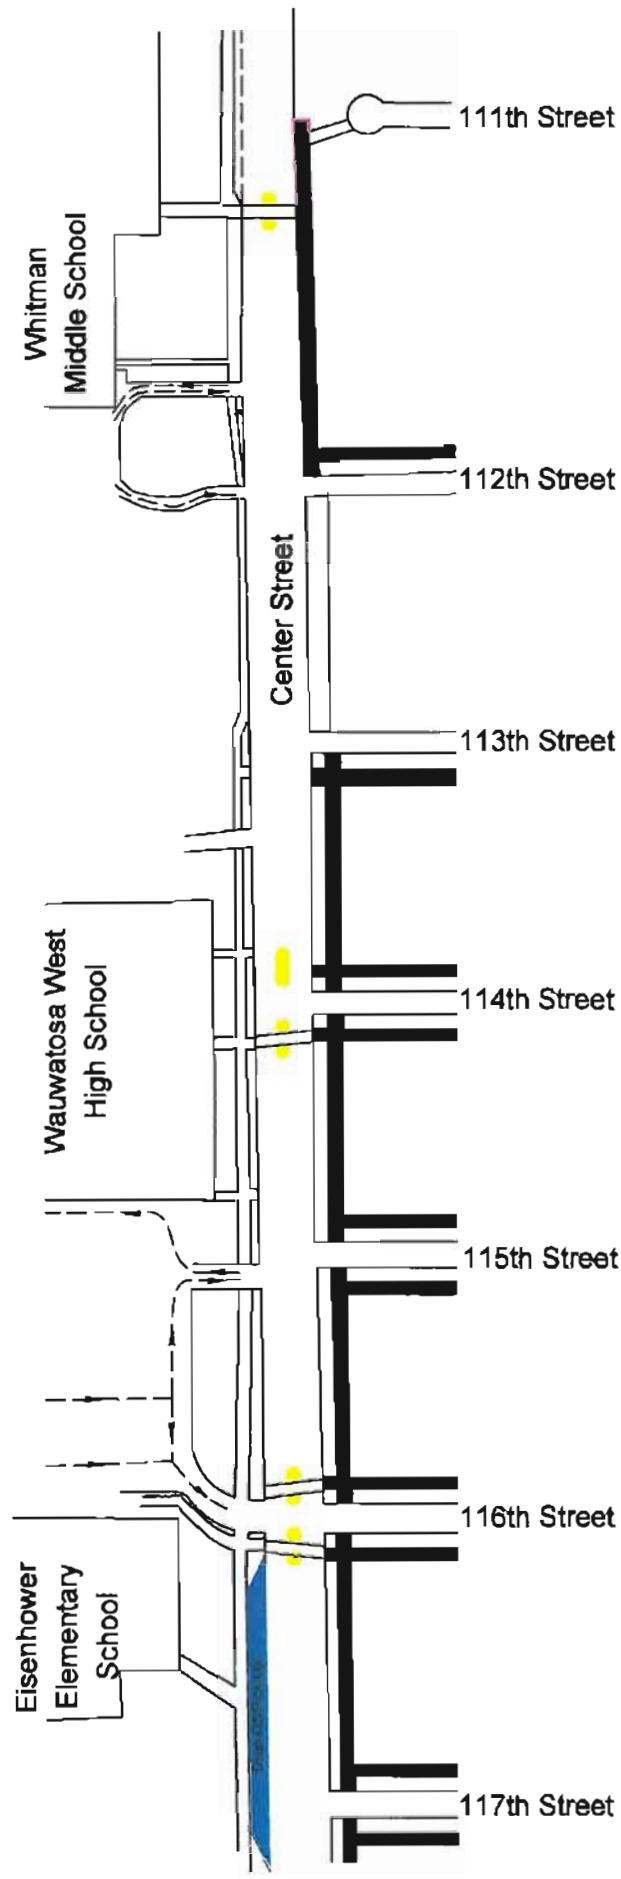 111th Street
Whitman
Middle School
112th Street
Center Street
113th Street
Wauwatosa West
High School
114th Street
115th Street
116th Street
Eisenhower
Elementary
School
117th Street